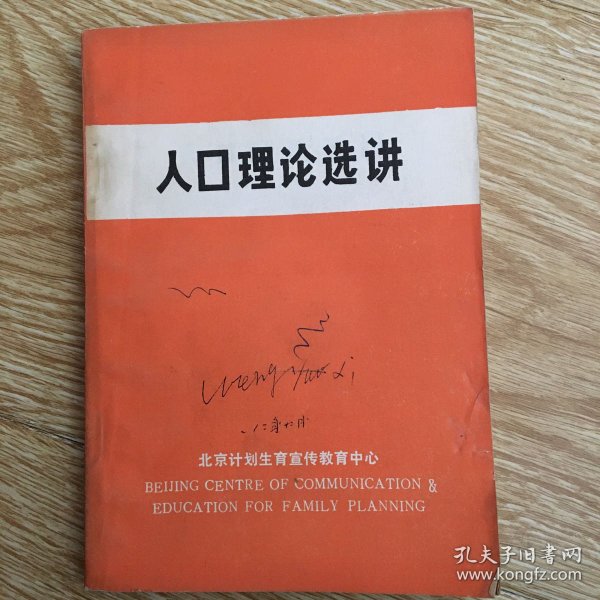 人口理论选讲
北京计划生育宣传教育中心
BEIJING CENTRE OF COMMUNICATION &
EDUCATION FOR FAMILY PLANNING
孔夫子旧书网
www.kongfz.com